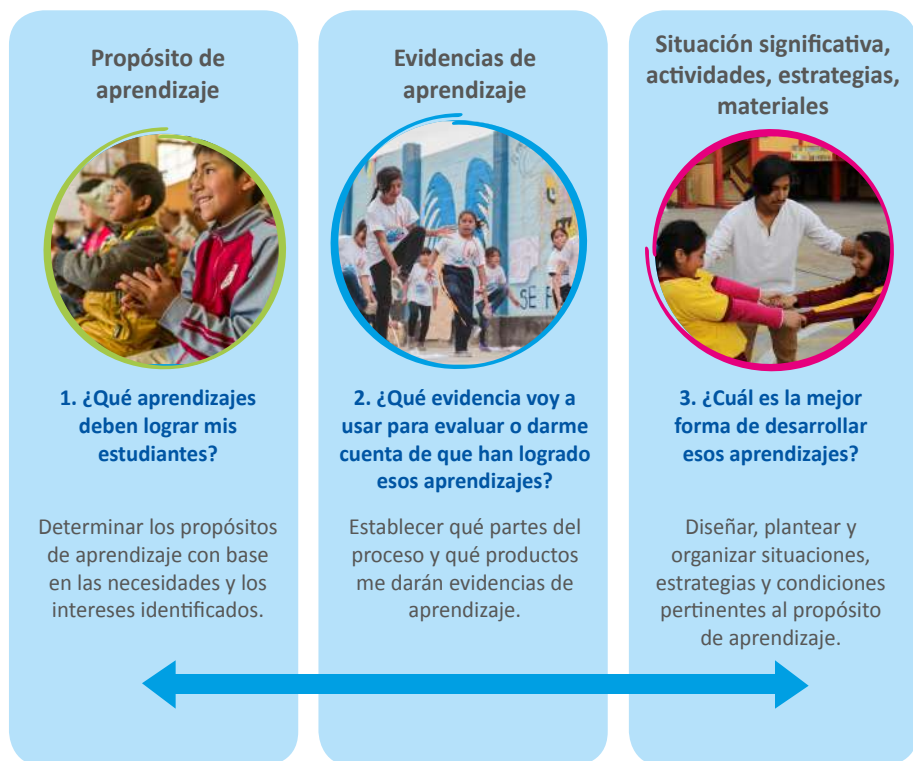 Propósito de
aprendizaje
1. ¿Qué aprendizajes
deben lograr mis
estudiantes?
Determinar los propósitos
de aprendizaje con base
en las necesidades y los
intereses identificados.
Evidencias de
aprendizaje
SE F
2. ¿Qué evidencia voy a
usar para evaluar o darme
cuenta de que han logrado
esos aprendizajes?
Establecer qué partes del
proceso y qué productos
me darán evidencias de
aprendizaje.
Situación significativa,
actividades, estrategias,
materiales
3. ¿Cuál es la mejor
forma de desarrollar
esos aprendizajes?
Diseñar, plantear y
organizar situaciones,
estrategias y condiciones
pertinentes al propósito
de aprendizaje.